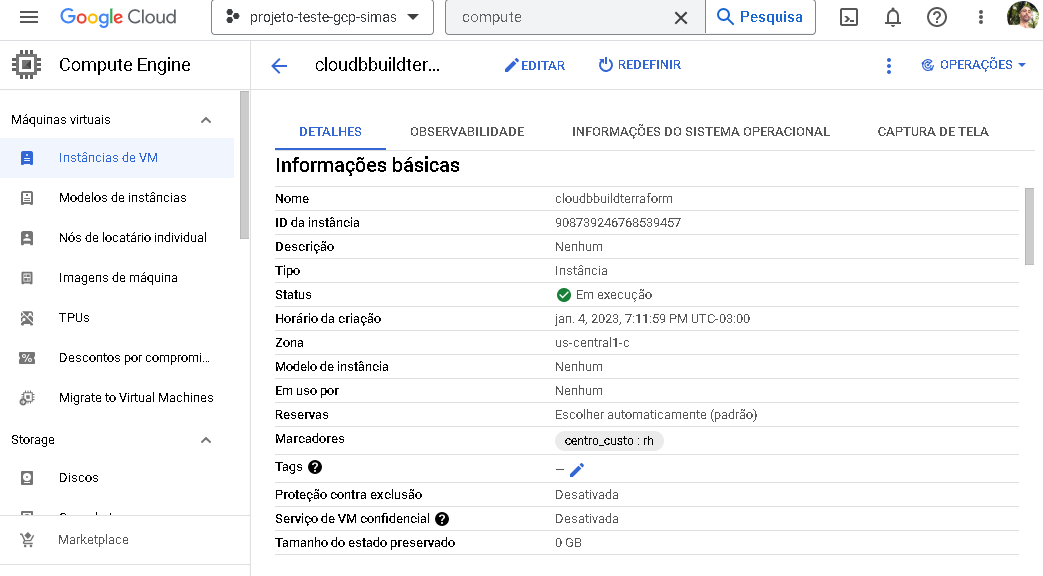 Google Cloud
projeto-teste-gcp-simas
compute
Pesquisa
Compute Engine
cloudbbuildter...
EDITAR
REDEFINIR
OPERAÇÕES
Máquinas virtuais
Instâncias de VM
Modelos de instâncias
Nós de locatário individual
Imagens de máquina
TPUs
Descontos por compromi...
Migrate to Virtual Machines
Storage
Discos
Marketplace
DETALHES OBSERVABILIDADE INFORMAÇÕES DO SISTEMA OPERACIONAL CAPTURA DE TELA
Informações básicas
Nome cloudbbuildterraform
ID da instância 908739246768539457
Descrição Nenhum
Tipo Instância
Status Em execução
Horário da criação jan. 4, 2023, 7:11:59 PM UTC-03:00
Zona us-central1-c
Modelo de instância Nenhum
Em uso por Nenhum
Reservas Escolher automaticamente (padrão)
Marcadores centro_custo : rh
Tags –
Proteção contra exclusão Desativada
Serviço de VM confidencial Desativada
Tamanho do estado preservado 0 GB